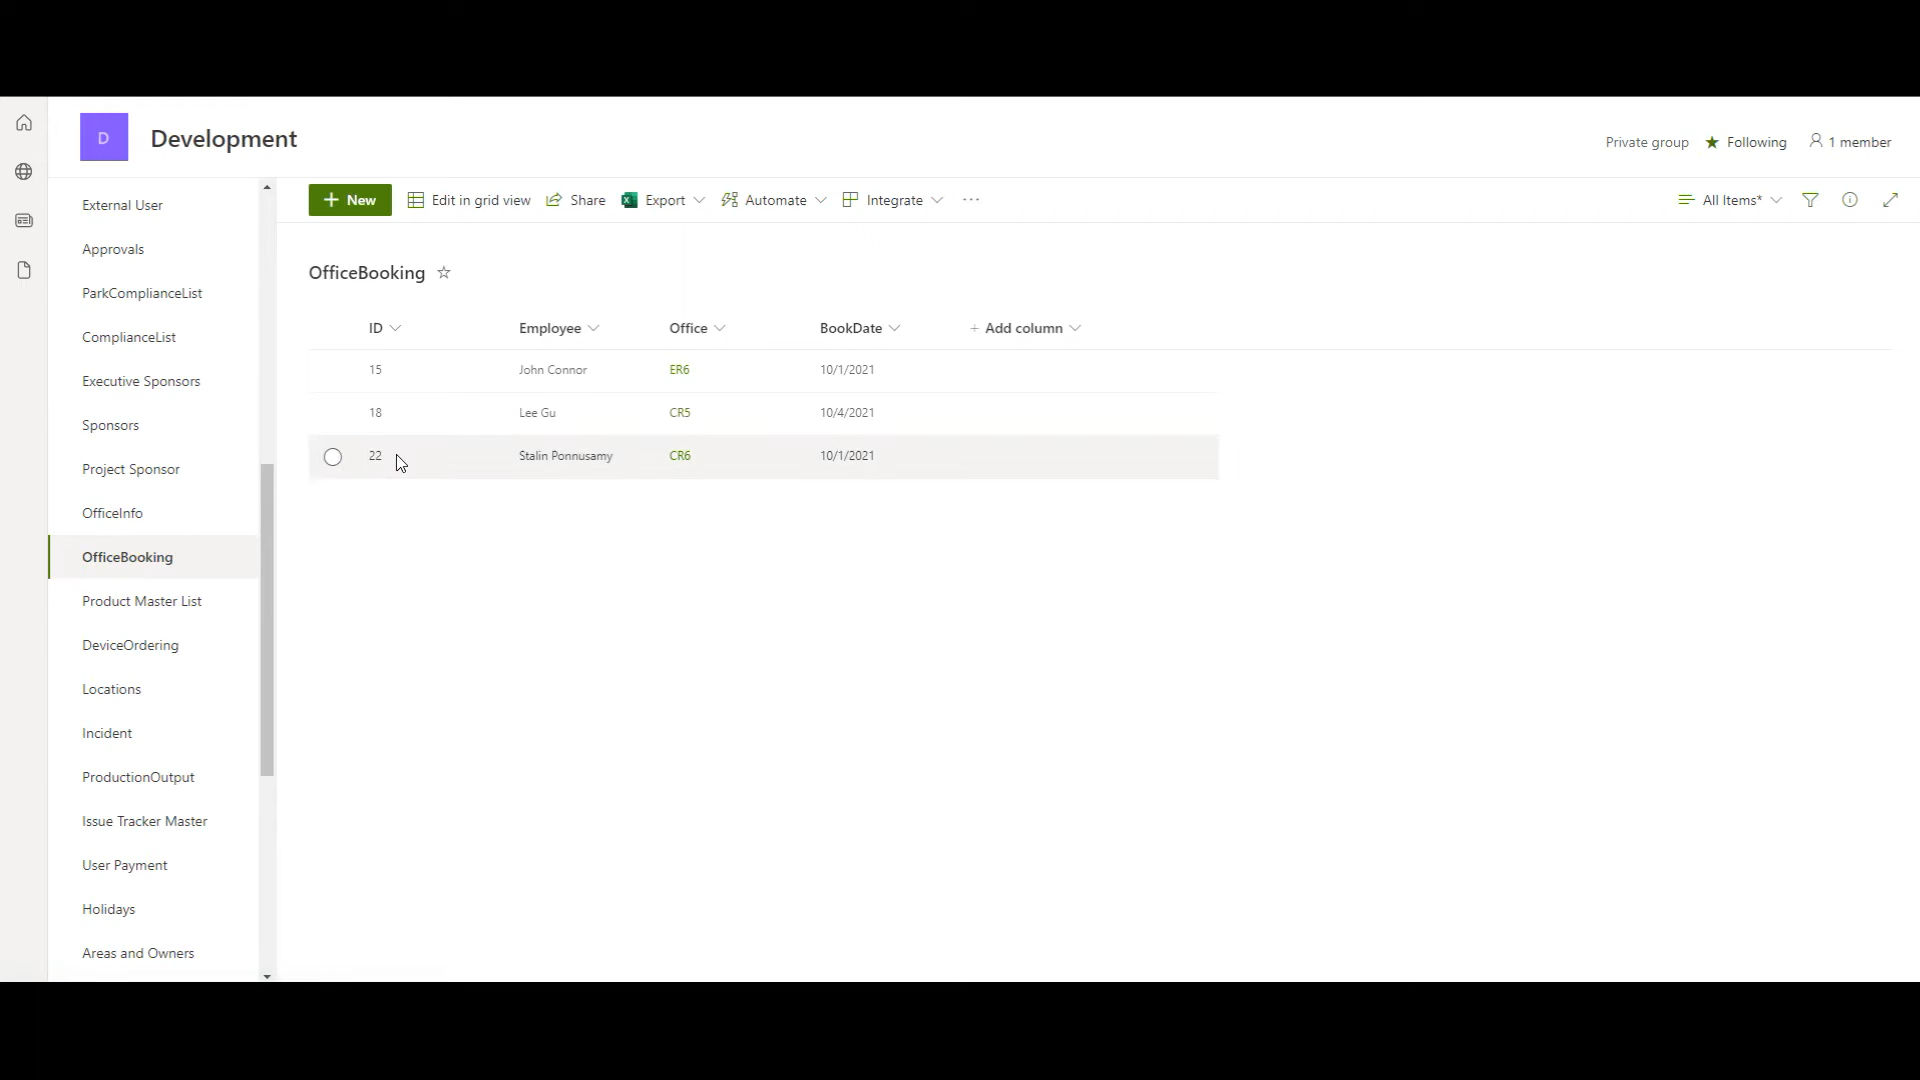 D
Development
Private group
Following
1 member
External User
Approvals
ParkComplianceList
ComplianceList
Executive Sponsors
Sponsors
Project Sponsor
OfficeInfo
OfficeBooking
Product Master List
DeviceOrdering
Locations
Incident
ProductionOutput
Issue Tracker Master
User Payment
Holidays
Areas and Owners
+ New
Edit in grid view
Share
Export
Automate
Integrate
...
All Items*
OfficeBooking
ID Employee Office BookDate + Add column
15 John Connor ER6 10/1/2021
18 Lee Gu CR5 10/4/2021
22 Stalin Ponnusamy CR6 10/1/2021